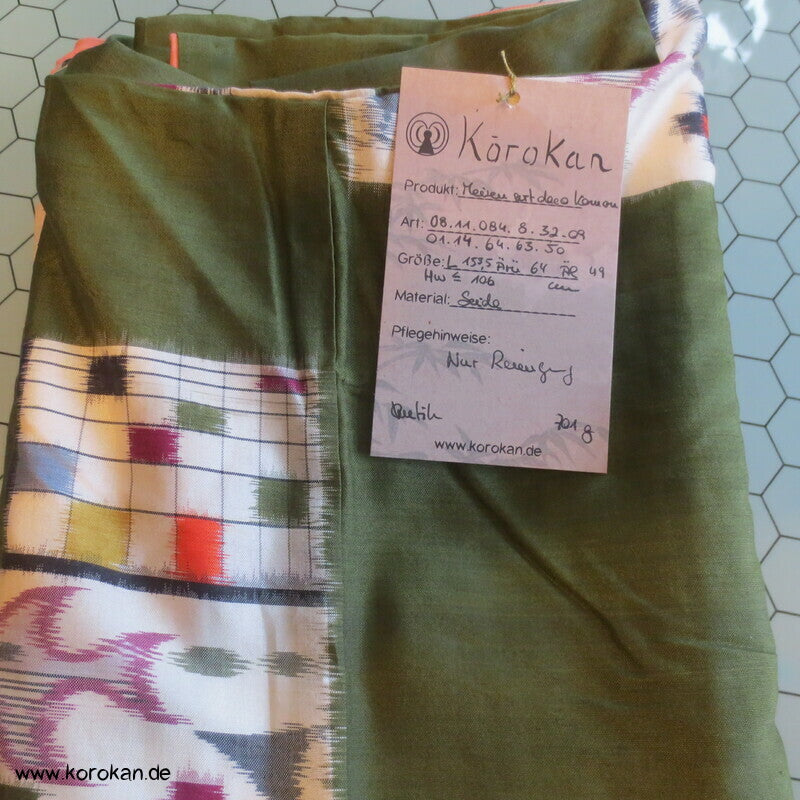 Kōrokan
Produkt: Meisen art deco Komon
Art: 08.11.084.8.32.09
01.14.64.63.50
Größe: L 153,5 Ärü 64 ÄR 49
HW ≤ 106 cm
Material: Seide
Pflegehinweise:
Nur Reinigung
Antik 701 g
www.korokan.de
www.korokan.de